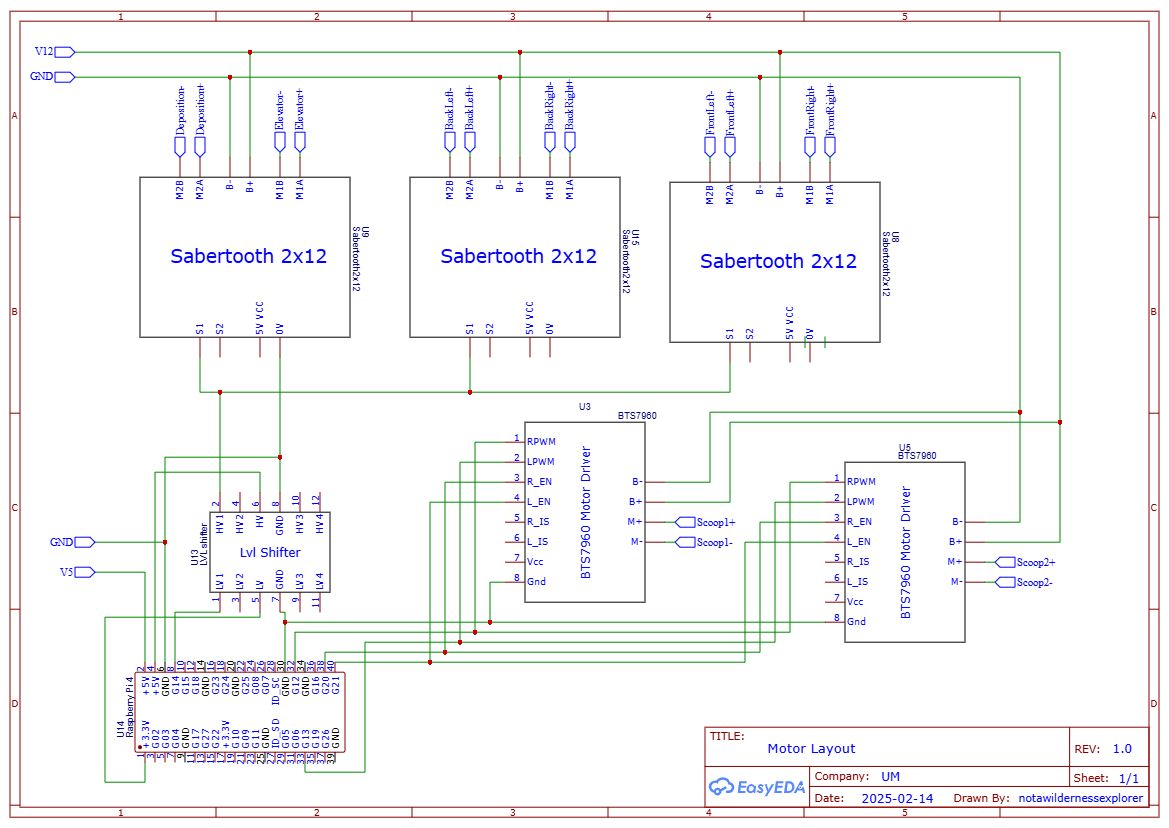 1 2 3 4 5
A
B
C
D
A
B
C
D
V12
GND
Deposition-
Deposition+
Elevator-
Elevator+
BackLeft-
BackLeft+
BackRight-
BackRight+
FrontLeft-
FrontLeft+
FrontRight-
FrontRight+
M2B M2A B- B+ M1B M1A
M2B M2A B- B+ M1B M1A
M2B M2A B- B+ M1B M1A
Sabertooth 2x12
U9
Sabertooth2x12
Sabertooth 2x12
U15
Sabertooth2x12
Sabertooth 2x12
U8
Sabertooth2x12
S1 S2 5V VCC 0V
S1 S2 5V VCC 0V
S1 S2 5V VCC 0V
U3
BTS7960
1 RPWM
2 LPWM
3 R_EN
4 L_EN
5 R_IS
6 L_IS
7 Vcc
8 Gnd
BTS7960 Motor Driver
B-
B+
M+ Scoop1+
M- Scoop1-
U5
BTS7960
1 RPWM
2 LPWM
3 R_EN
4 L_EN
5 R_IS
6 L_IS
7 Vcc
8 Gnd
BTS7960 Motor Driver
B-
B+
M+ Scoop2+
M- Scoop2-
2 4 6 8 10 12
HV1 HV2 HV GND HV3 HV4
U13
LVLshifter
Lvl Shifter
LV1 LV2 LV GND LV3 LV4
1 3 5 7 9 11
GND
V5
2 4 6 8 10 12 14 16 18 20 22 24 26 28 30 32 34 36 38 40
+5V +5V GND G14 G15 G18 GND G23 G24 GND G25 G08 G07 ID_SC GND G12 GND G16 G20 G21
U14
Raspberry Pi 4
+3.3V G02 G03 G04 GND G17 G27 G22 +3.3V G10 G09 G11 GND ID_SD G05 G06 G13 G19 G26 GND
1 3 5 7 9 11 13 15 17 19 21 23 25 27 29 31 33 35 37 39
TITLE:
Motor Layout
REV: 1.0
EasyEDA
Company: UM
Sheet: 1/1
Date: 2025-02-14 Drawn By: notawildernessexplorer
1 2 3 4 5